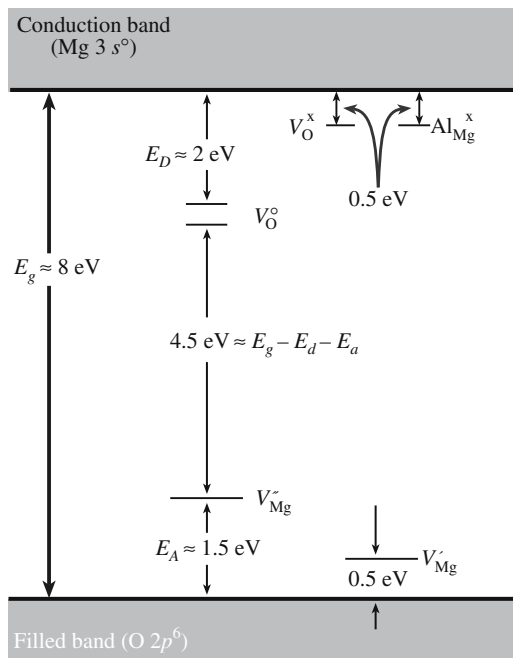 Conduction band
(Mg 3 s°)
V_O^x
Al_Mg^x
E_D ≈ 2 eV
0.5 eV
V_O^°
E_g ≈ 8 eV
4.5 eV ≈ E_g – E_d – E_a
V_Mg^″
E_A ≈ 1.5 eV
V_Mg^′
0.5 eV
Filled band (O 2p^6)